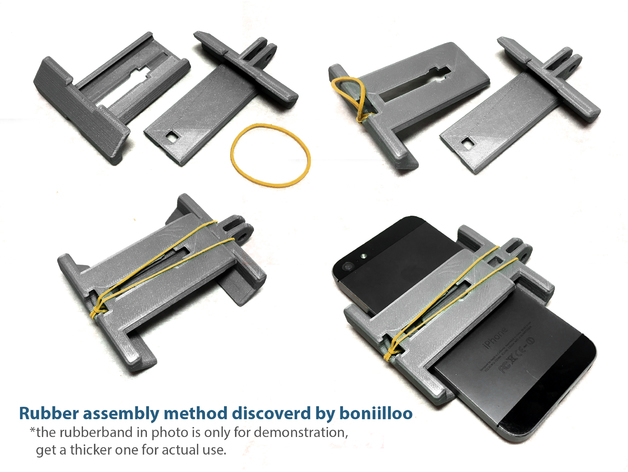 iPhone
Rubber assembly method discoverd by boniilloo
*the rubberband in photo is only for demonstration,
get a thicker one for actual use.